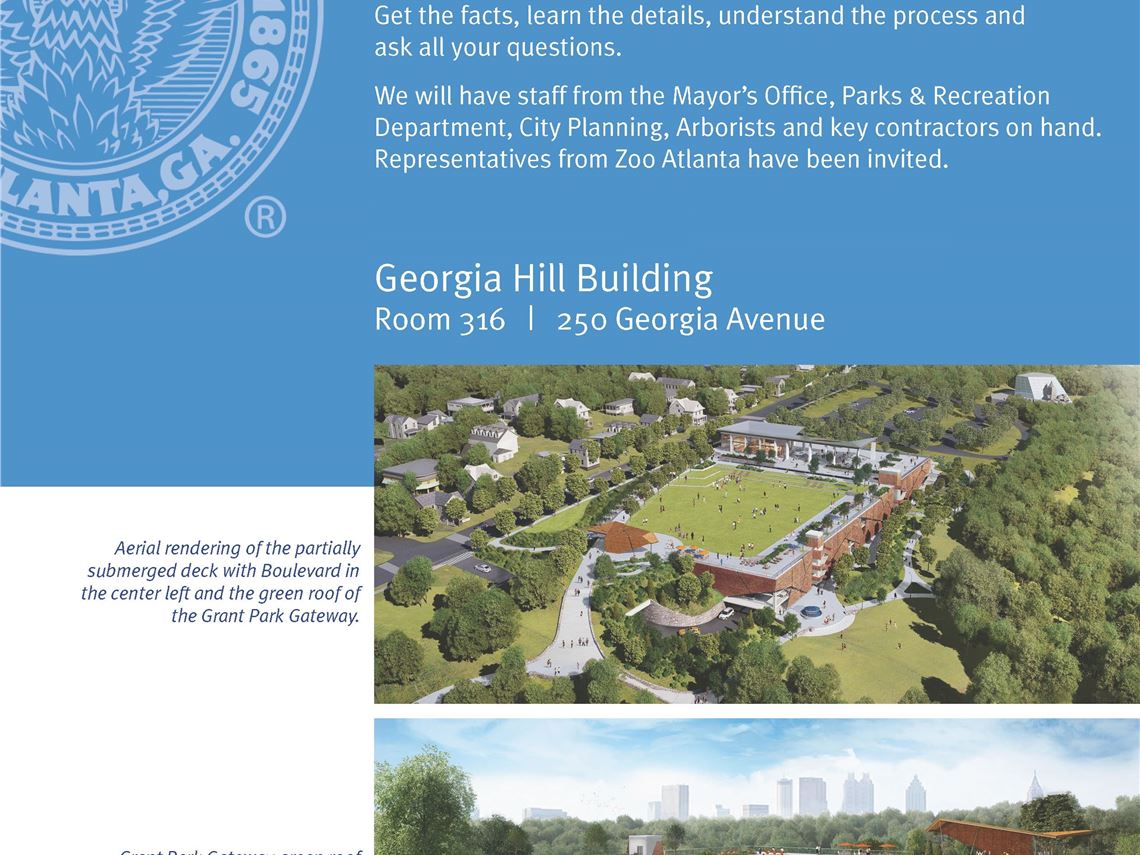 1865
LANTA, GA.
®
Get the facts, learn the details, understand the process and
ask all your questions.
We will have staff from the Mayor's Office, Parks & Recreation
Department, City Planning, Arborists and key contractors on hand.
Representatives from Zoo Atlanta have been invited.
Georgia Hill Building
Room 316 | 250 Georgia Avenue
Aerial rendering of the partially
submerged deck with Boulevard in
the center left and the green roof of
the Grant Park Gateway.
Grant Park Gateway green roof